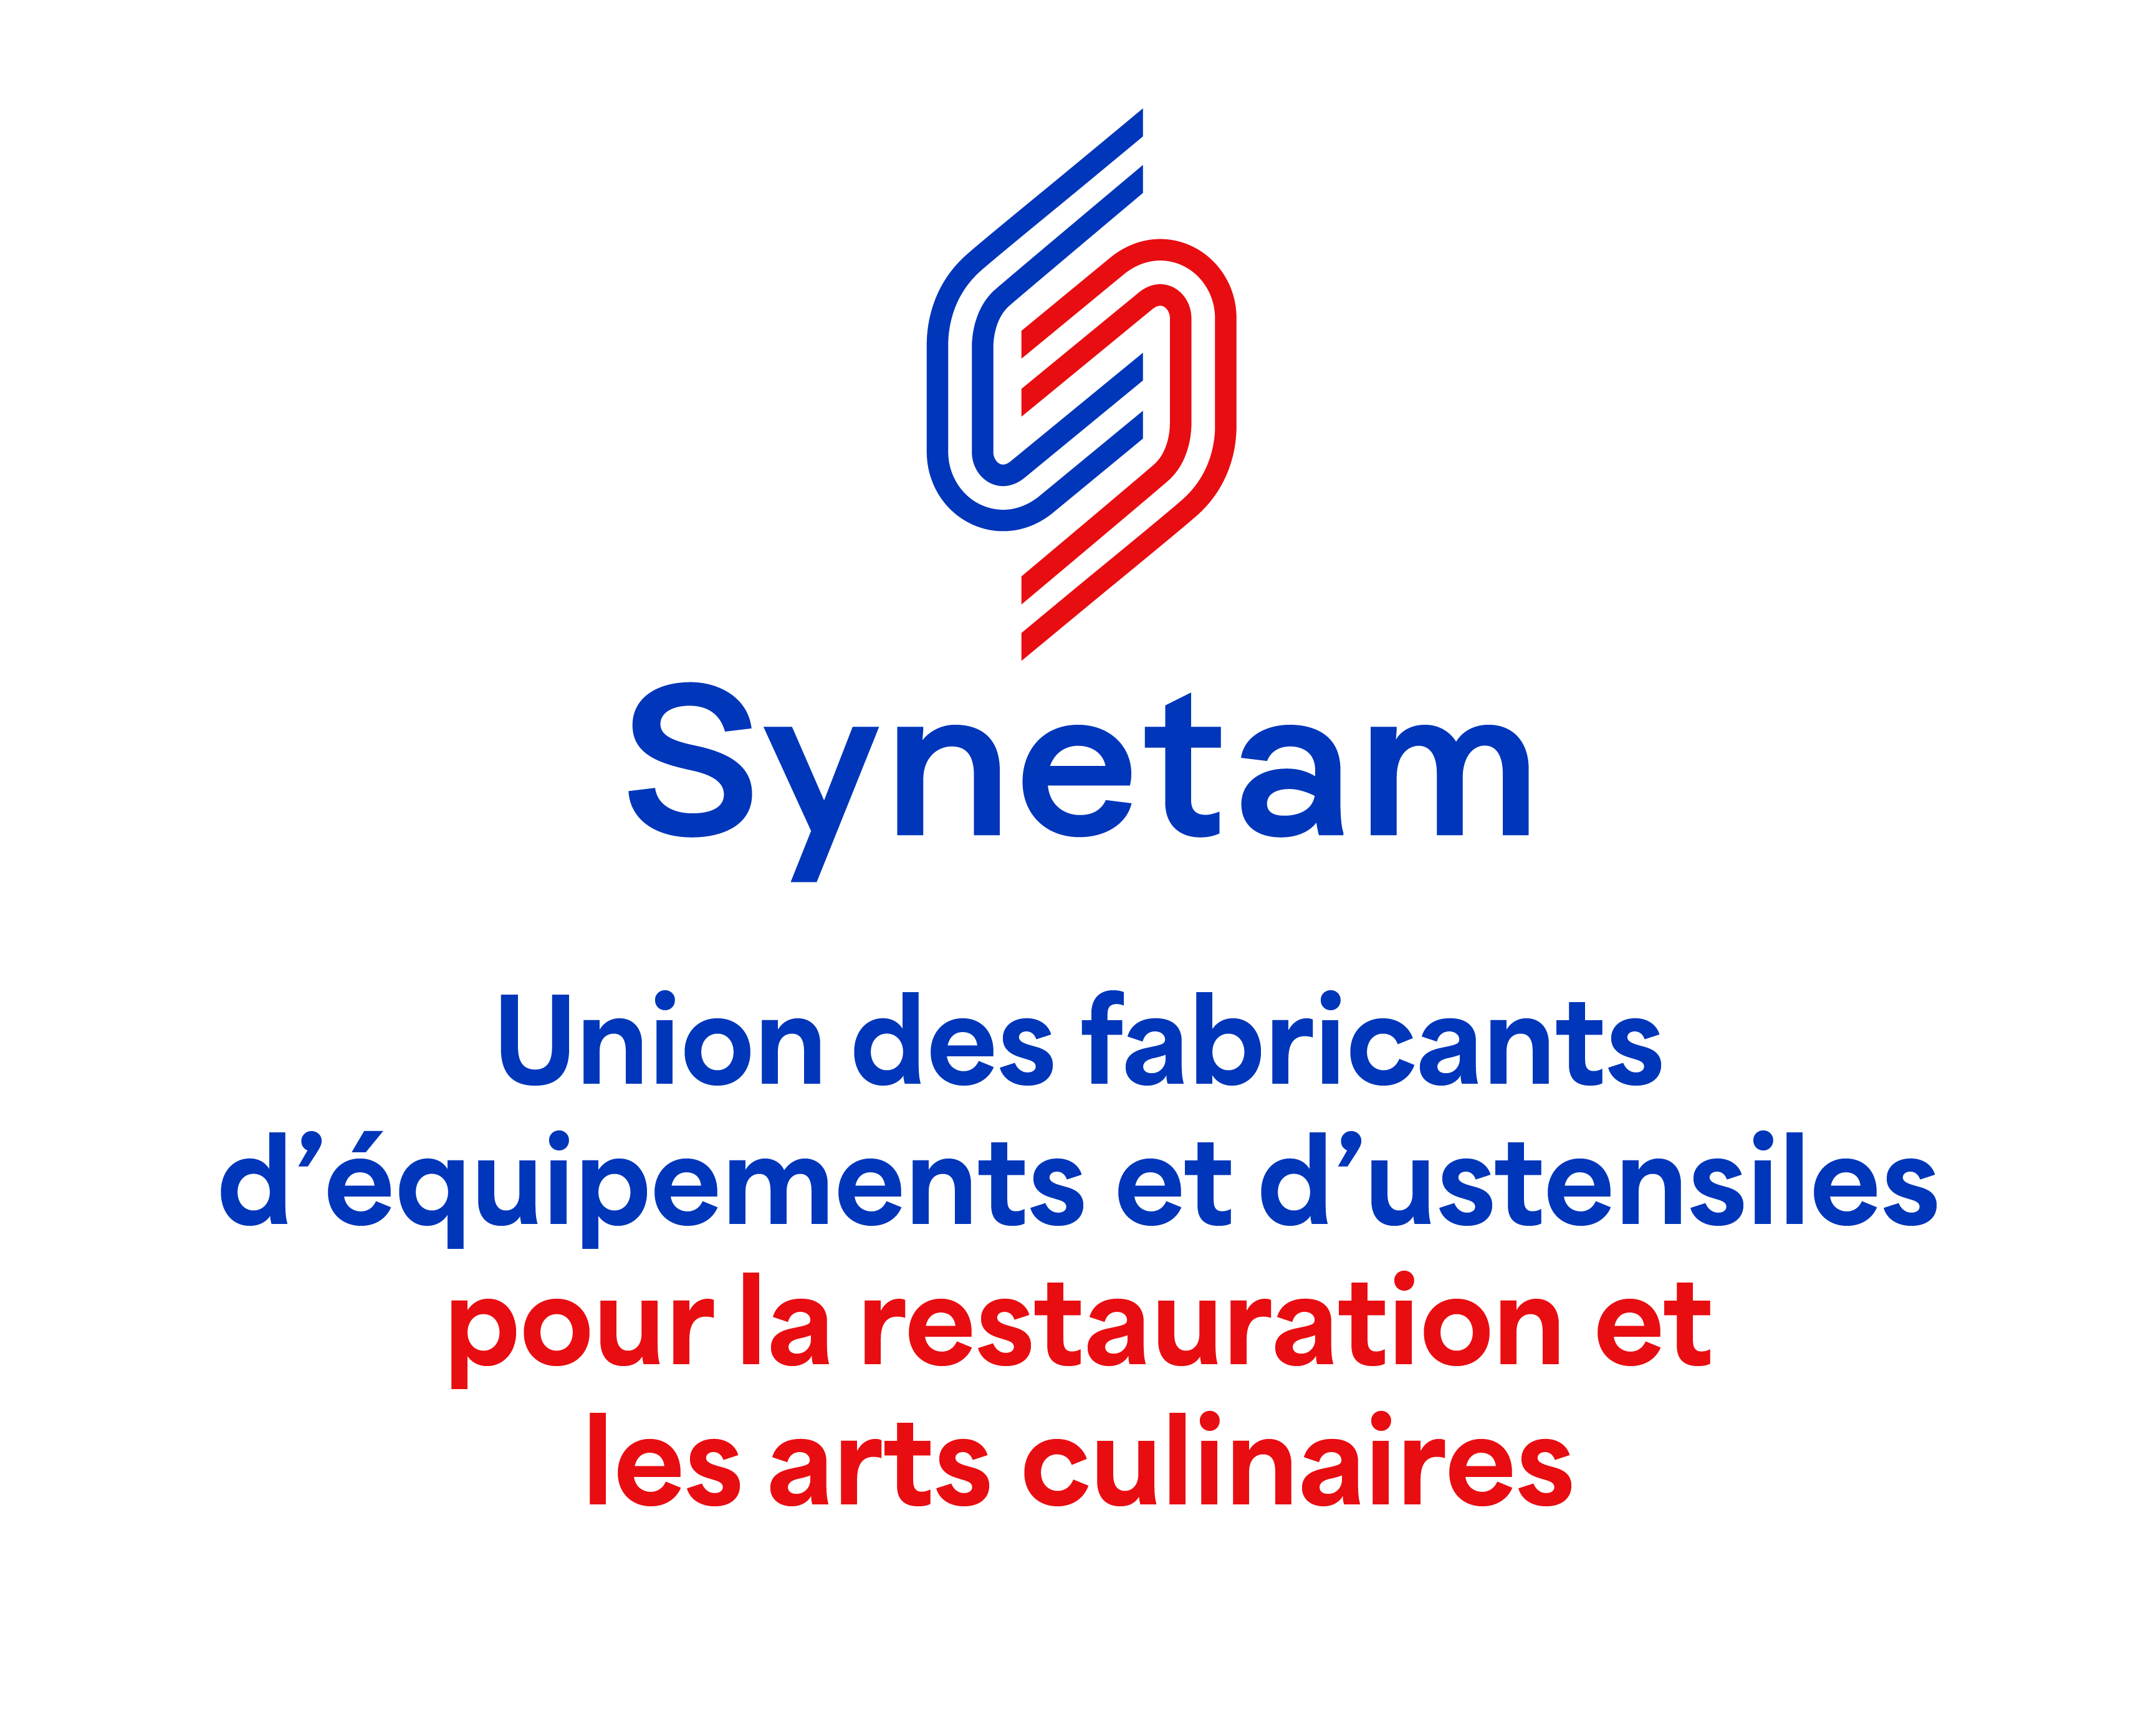 Synetam
Union des fabricants
d’équipements et d’ustensiles
pour la restauration et
les arts culinaires